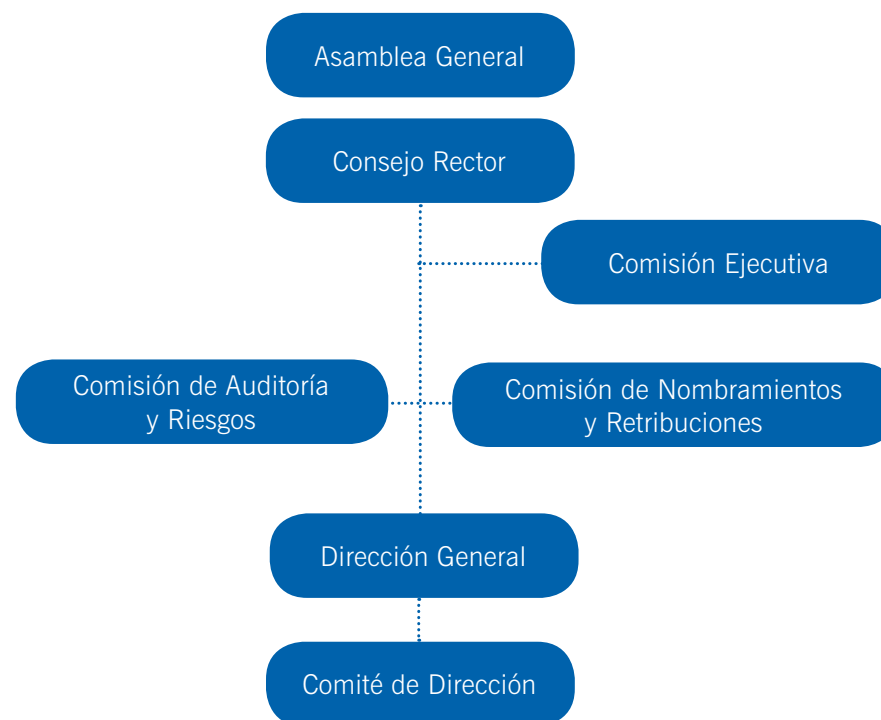 Asamblea General
Consejo Rector
Comisión Ejecutiva
Comisión de Auditoría
y Riesgos
Comisión de Nombramientos
y Retribuciones
Dirección General
Comité de Dirección